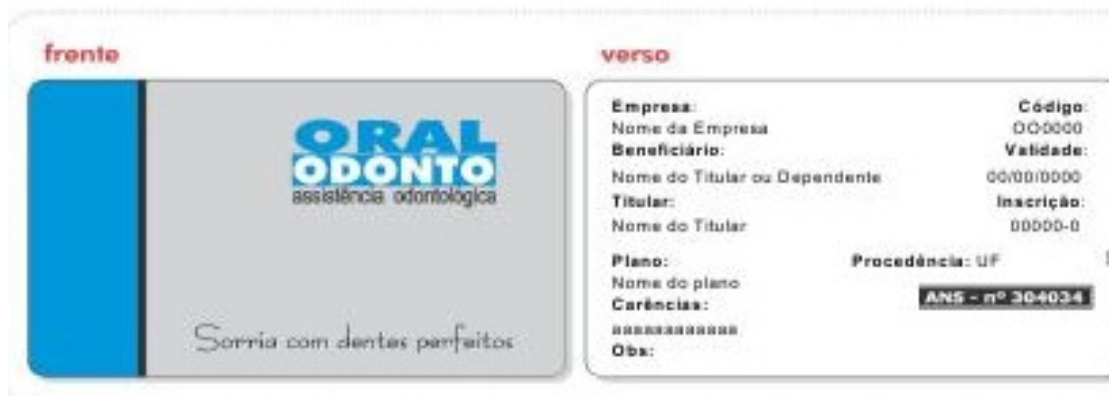 frente
ORAL
ODONTO
assistência odontológica
Sorria com dentes perfeitos
verso
Empresa: Código:
Nome da Empresa OO0000
Beneficiário: Validade:
Nome do Titular ou Dependente 00/00/0000
Titular: Inscrição:
Nome do Titular 00000-0
Plano: Procedência: UF
Nome do plano
ANS - nº 304034
Carências:
aaaaaaaaaaaa
Obs: